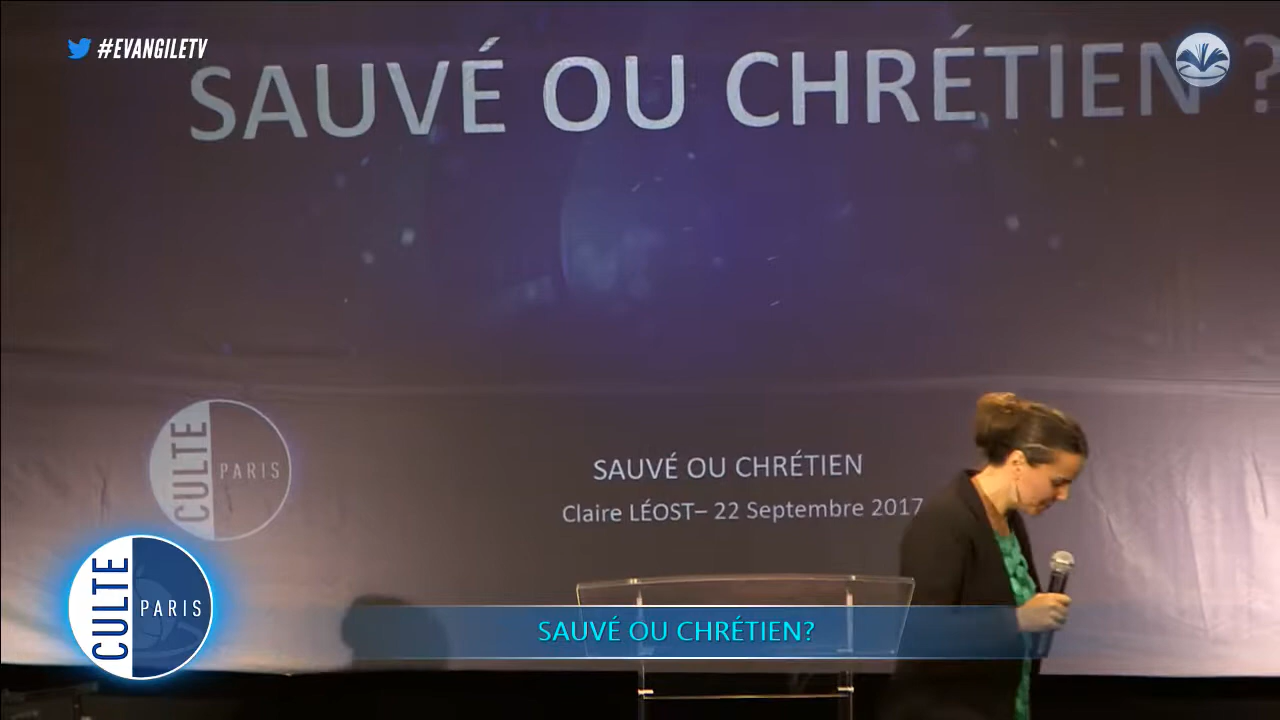 #EVANGILETV
SAUVÉ OU CHRÉTIEN ?
CULTE
PARIS
SAUVÉ OU CHRÉTIEN
Claire LÉOST– 22 Septembre 2017
CULTE
PARIS
SAUVÉ OU CHRÉTIEN?